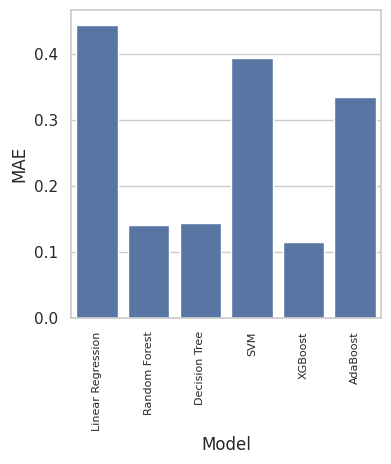 MAE
0.4
0.3
0.2
0.1
0.0
Linear Regression
Random Forest
Decision Tree
SVM
XGBoost
AdaBoost
Model